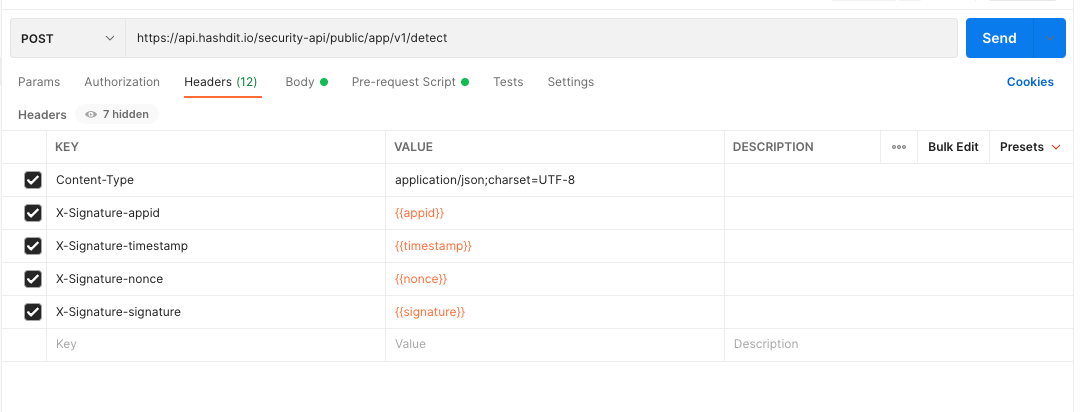 POST https://api.hashdit.io/security-api/public/app/v1/detect Send
Params Authorization Headers (12) Body Pre-request Script Tests Settings Cookies
Headers 7 hidden
KEY VALUE DESCRIPTION ooo Bulk Edit Presets
Content-Type application/json;charset=UTF-8
X-Signature-appid {{appid}}
X-Signature-timestamp {{timestamp}}
X-Signature-nonce {{nonce}}
X-Signature-signature {{signature}}
Key Value Description